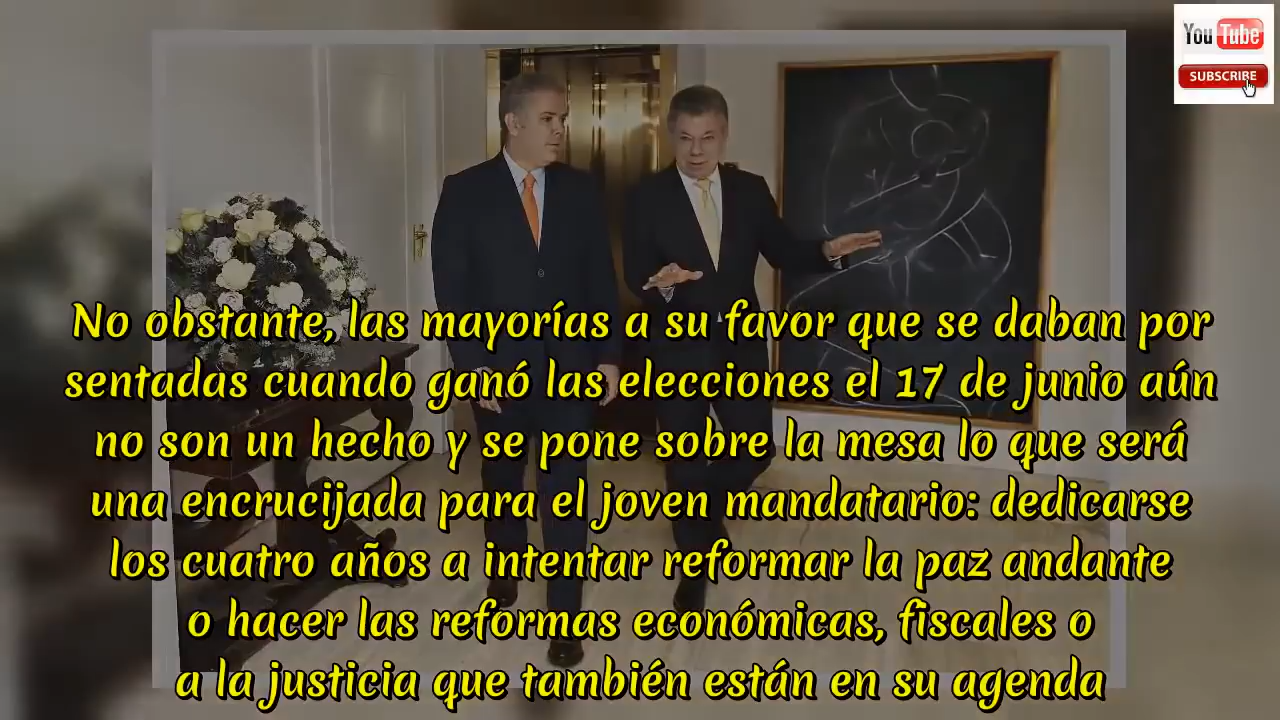 You Tube
SUBSCRIBE
No obstante, las mayorías a su favor que se daban por
sentadas cuando ganó las elecciones el 17 de junio aún
no son un hecho y se pone sobre la mesa lo que será
una encrucijada para el joven mandatario: dedicarse
los cuatro años a intentar reformar la paz andante
o hacer las reformas económicas, fiscales o
a la justicia que también están en su agenda